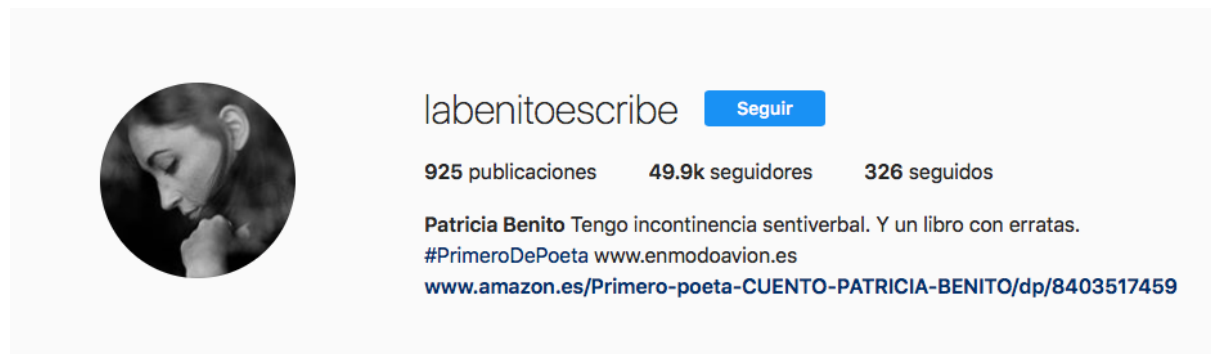 labenitoescribe Seguir
925 publicaciones 49.9k seguidores 326 seguidos
Patricia Benito Tengo incontinencia sentiverbal. Y un libro con erratas.
#PrimeroDePoeta www.enmodoavion.es
www.amazon.es/Primero-poeta-CUENTO-PATRICIA-BENITO/dp/8403517459